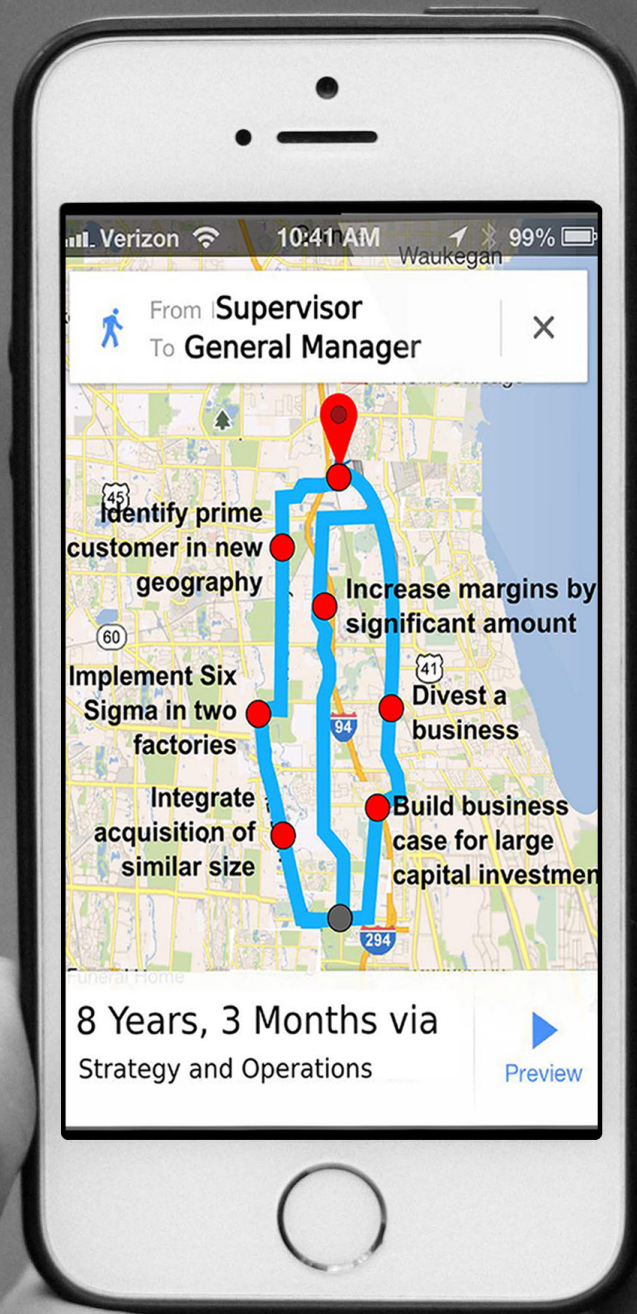 Verizon 10:41 AM 99%
Waukegan
From Supervisor
To General Manager
45
Identify prime
customer in new
geography
Increase margins by
significant amount
60
41
Implement Six
Sigma in two
factories
Divest a
business
94
Integrate
acquisition of
similar size
Build business
case for large
capital investmen
294
Funeral Home
8 Years, 3 Months via
Strategy and Operations
Preview